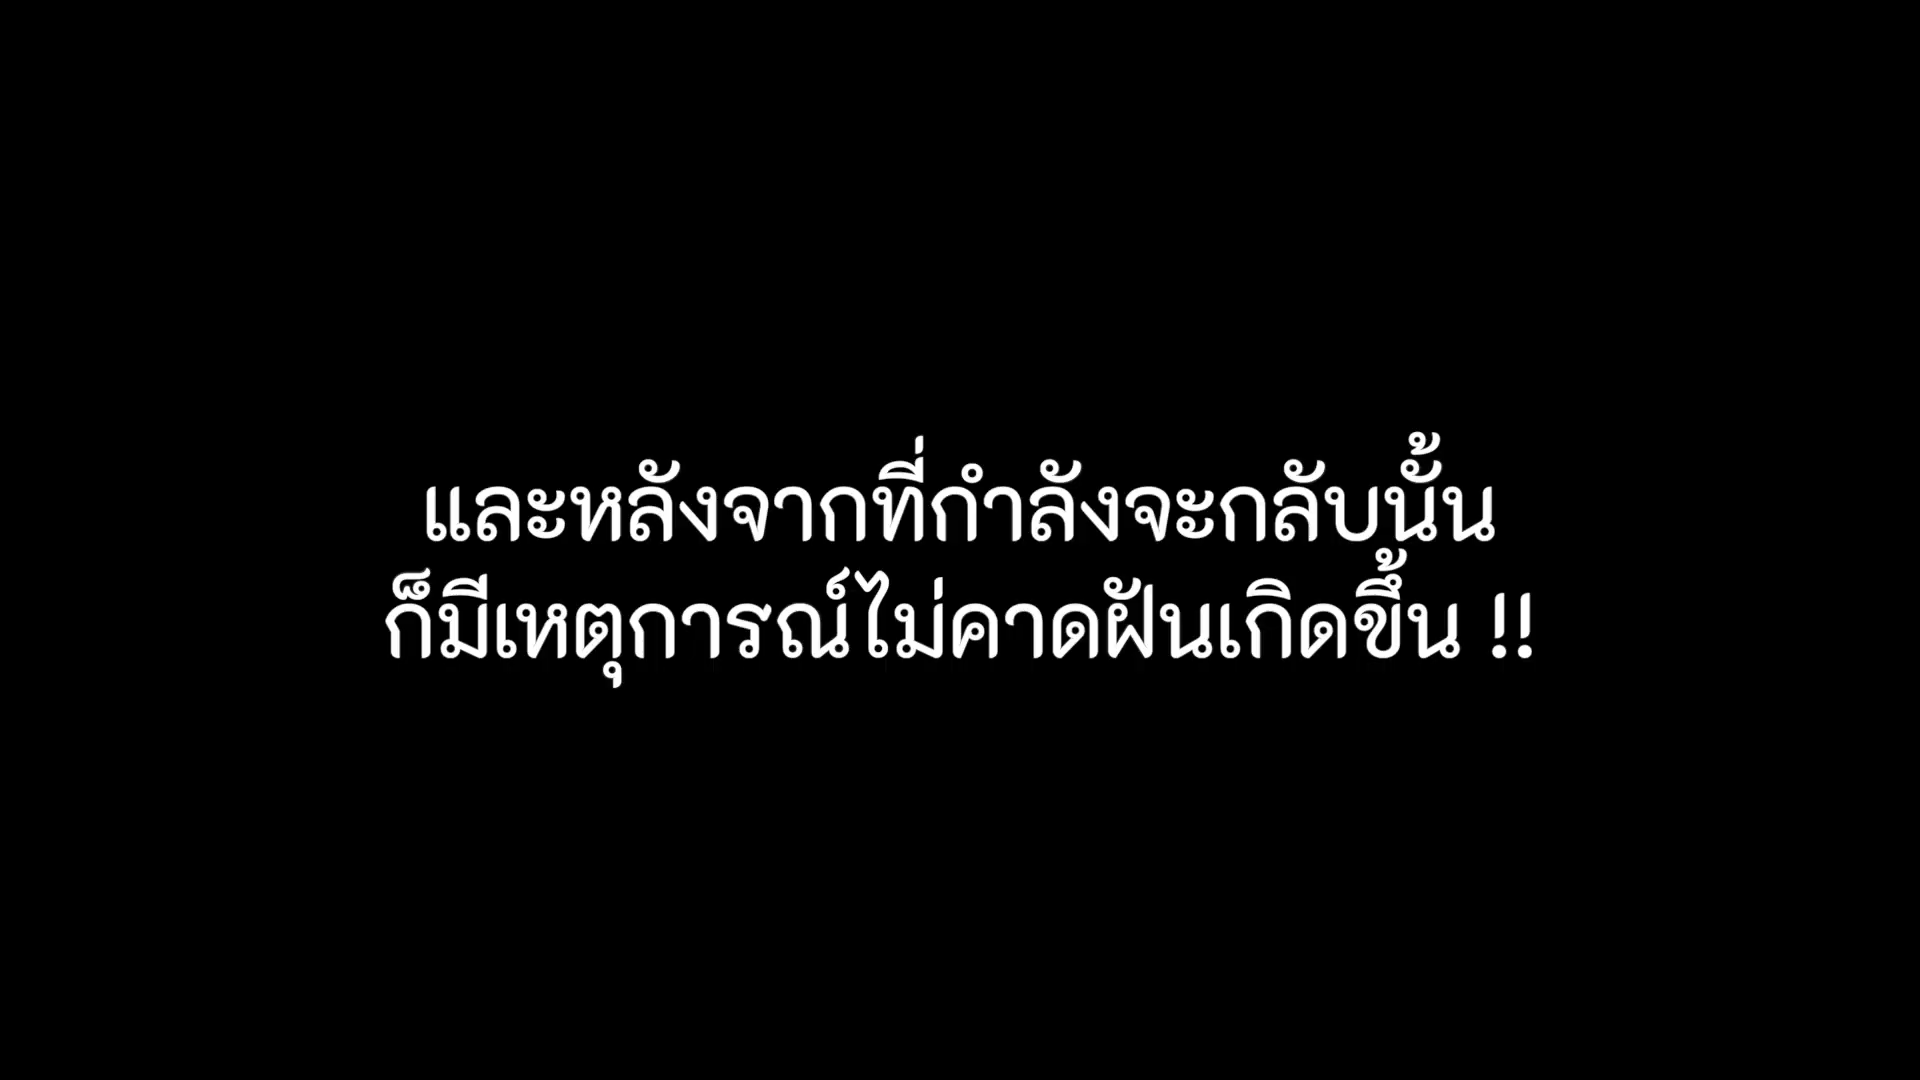 และหลังจากที่กำลังจะกลับนั้น
ก็มีเหตุการณ์ไม่คาดฝันเกิดขึ้น !!